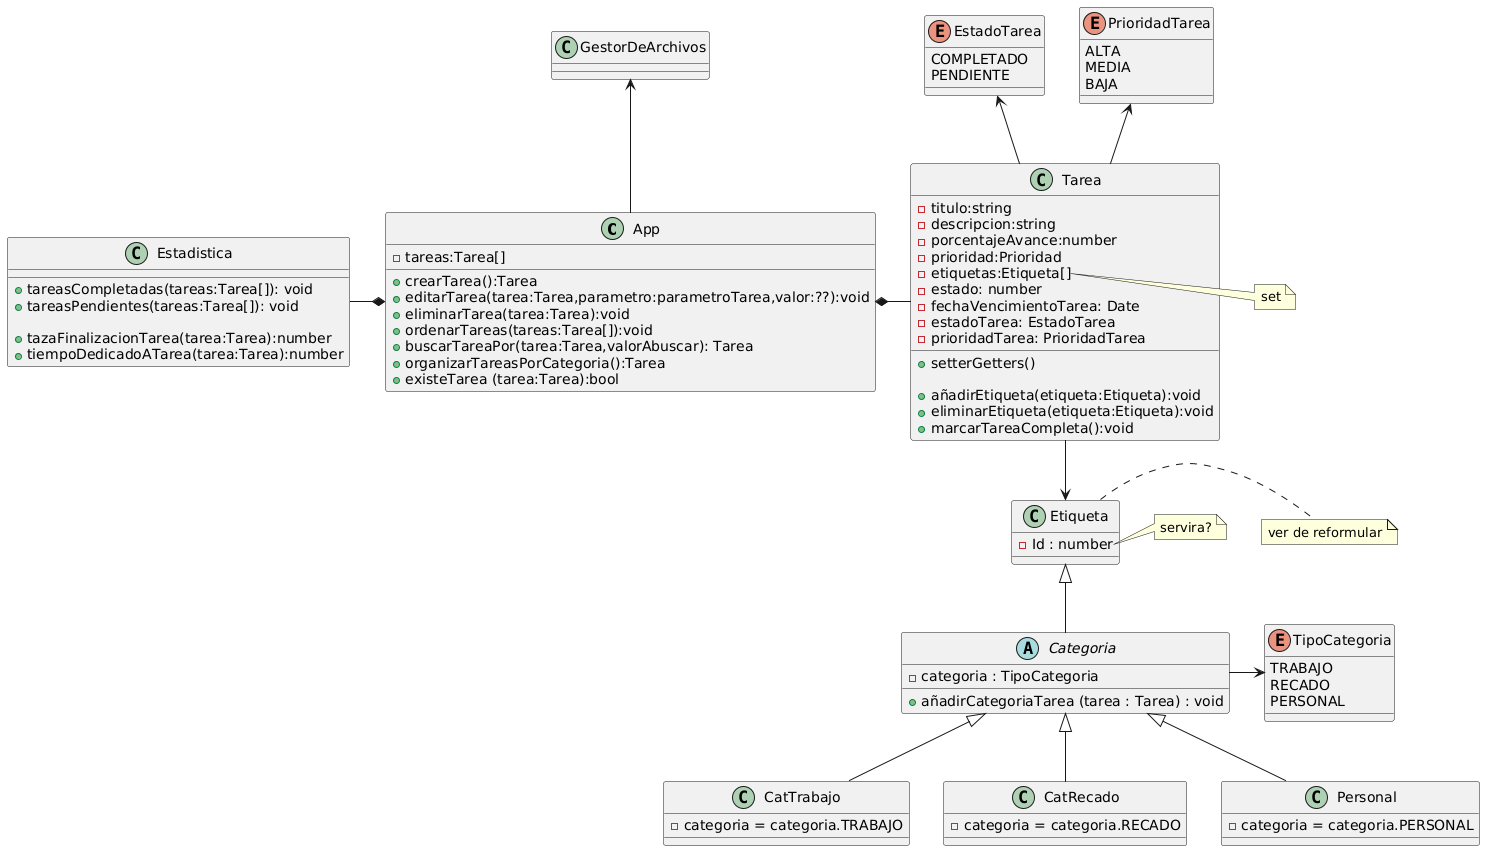 C GestorDeArchivos
E EstadoTarea
COMPLETADO
PENDIENTE
E PrioridadTarea
ALTA
MEDIA
BAJA
C Estadistica
tareasCompletadas(tareas:Tarea[]): void
tareasPendientes(tareas:Tarea[]): void
tazaFinalizacionTarea(tarea:Tarea):number
tiempoDedicadoATarea(tarea:Tarea):number
C App
tareas:Tarea[]
crearTarea():Tarea
editarTarea(tarea:Tarea,parametro:parametroTarea,valor:??):void
eliminarTarea(tarea:Tarea):void
ordenarTareas(tareas:Tarea[]):void
buscarTareaPor(tarea:Tarea,valorAbuscar): Tarea
organizarTareasPorCategoria():Tarea
existeTarea (tarea:Tarea):bool
C Tarea
titulo:string
descripcion:string
porcentajeAvance:number
prioridad:Prioridad
etiquetas:Etiqueta[]
estado: number
fechaVencimientoTarea: Date
estadoTarea: EstadoTarea
prioridadTarea: PrioridadTarea
setterGetters()
añadirEtiqueta(etiqueta:Etiqueta):void
eliminarEtiqueta(etiqueta:Etiqueta):void
marcarTareaCompleta():void
set
C Etiqueta
Id : number
servira?
ver de reformular
A Categoria
categoria : TipoCategoria
añadirCategoriaTarea (tarea : Tarea) : void
E TipoCategoria
TRABAJO
RECADO
PERSONAL
C CatTrabajo
categoria = categoria.TRABAJO
C CatRecado
categoria = categoria.RECADO
C Personal
categoria = categoria.PERSONAL